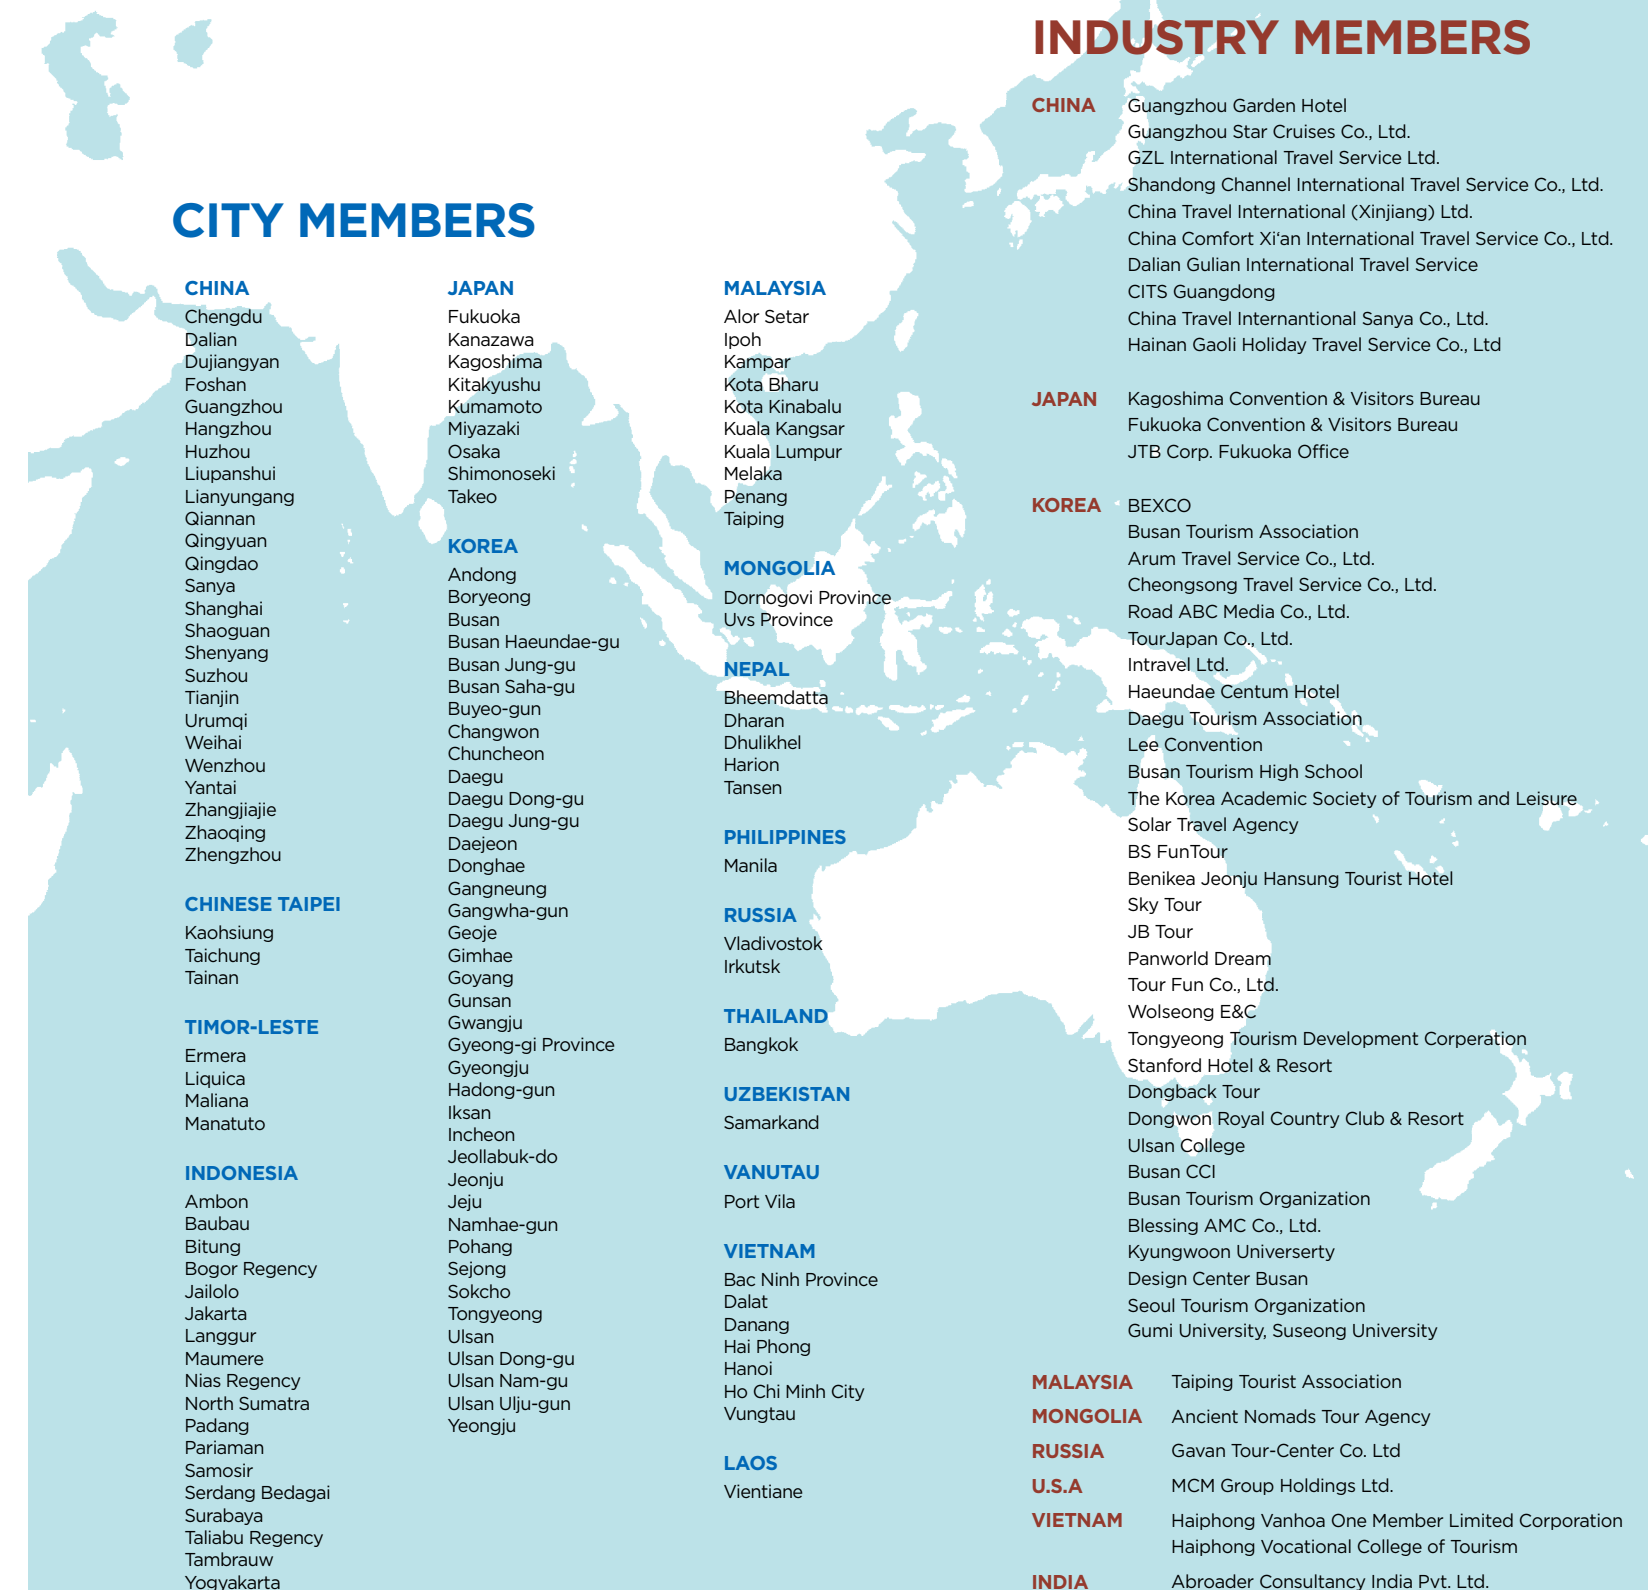 CITY MEMBERS
CHINA
Chengdu
Dalian
Dujiangyan
Foshan
Guangzhou
Hangzhou
Huzhou
Liupanshui
Lianyungang
Qiannan
Qingyuan
Qingdao
Sanya
Shanghai
Shaoguan
Shenyang
Suzhou
Tianjin
Urumqi
Weihai
Wenzhou
Yantai
Zhangjiajie
Zhaoqing
Zhengzhou
CHINESE TAIPEI
Kaohsiung
Taichung
Tainan
TIMOR-LESTE
Ermera
Liquica
Maliana
Manatuto
INDONESIA
Ambon
Baubau
Bitung
Bogor Regency
Jailolo
Jakarta
Langgur
Maumere
Nias Regency
North Sumatra
Padang
Pariaman
Samosir
Serdang Bedagai
Surabaya
Taliabu Regency
Tambrauw
Yogyakarta
JAPAN
Fukuoka
Kanazawa
Kagoshima
Kitakyushu
Kumamoto
Miyazaki
Osaka
Shimonoseki
Takeo
KOREA
Andong
Boryeong
Busan
Busan Haeundae-gu
Busan Jung-gu
Busan Saha-gu
Buyeo-gun
Changwon
Chuncheon
Daegu
Daegu Dong-gu
Daegu Jung-gu
Daejeon
Donghae
Gangneung
Gangwha-gun
Geoje
Gimhae
Goyang
Gunsan
Gwangju
Gyeong-gi Province
Gyeongju
Hadong-gun
Iksan
Incheon
Jeollabuk-do
Jeonju
Jeju
Namhae-gun
Pohang
Sejong
Sokcho
Tongyeong
Ulsan
Ulsan Dong-gu
Ulsan Nam-gu
Ulsan Ulju-gun
Yeongju
MALAYSIA
Alor Setar
Ipoh
Kampar
Kota Bharu
Kota Kinabalu
Kuala Kangsar
Kuala Lumpur
Melaka
Penang
Taiping
MONGOLIA
Dornogovi Province
Uvs Province
NEPAL
Bheemdatta
Dharan
Dhulikhel
Harion
Tansen
PHILIPPINES
Manila
RUSSIA
Vladivostok
Irkutsk
THAILAND
Bangkok
UZBEKISTAN
Samarkand
VANUTAU
Port Vila
VIETNAM
Bac Ninh Province
Dalat
Danang
Hai Phong
Hanoi
Ho Chi Minh City
Vungtau
LAOS
Vientiane
INDUSTRY MEMBERS
CHINA Guangzhou Garden Hotel
Guangzhou Star Cruises Co., Ltd.
GZL International Travel Service Ltd.
Shandong Channel International Travel Service Co., Ltd.
China Travel International (Xinjiang) Ltd.
China Comfort Xi‘an International Travel Service Co., Ltd.
Dalian Gulian International Travel Service
CITS Guangdong
China Travel Internantional Sanya Co., Ltd.
Hainan Gaoli Holiday Travel Service Co., Ltd
JAPAN Kagoshima Convention & Visitors Bureau
Fukuoka Convention & Visitors Bureau
JTB Corp. Fukuoka Office
KOREA BEXCO
Busan Tourism Association
Arum Travel Service Co., Ltd.
Cheongsong Travel Service Co., Ltd.
Road ABC Media Co., Ltd.
TourJapan Co., Ltd.
Intravel Ltd.
Haeundae Centum Hotel
Daegu Tourism Association
Lee Convention
Busan Tourism High School
The Korea Academic Society of Tourism and Leisure
Solar Travel Agency
BS FunTour
Benikea Jeonju Hansung Tourist Hotel
Sky Tour
JB Tour
Panworld Dream
Tour Fun Co., Ltd.
Wolseong E&C
Tongyeong Tourism Development Corperation
Stanford Hotel & Resort
Dongback Tour
Dongwon Royal Country Club & Resort
Ulsan College
Busan CCI
Busan Tourism Organization
Blessing AMC Co., Ltd.
Kyungwoon Universerty
Design Center Busan
Seoul Tourism Organization
Gumi University, Suseong University
MALAYSIA Taiping Tourist Association
MONGOLIA Ancient Nomads Tour Agency
RUSSIA Gavan Tour-Center Co. Ltd
U.S.A MCM Group Holdings Ltd.
VIETNAM Haiphong Vanhoa One Member Limited Corporation
Haiphong Vocational College of Tourism
INDIA Abroader Consultancy India Pvt. Ltd.